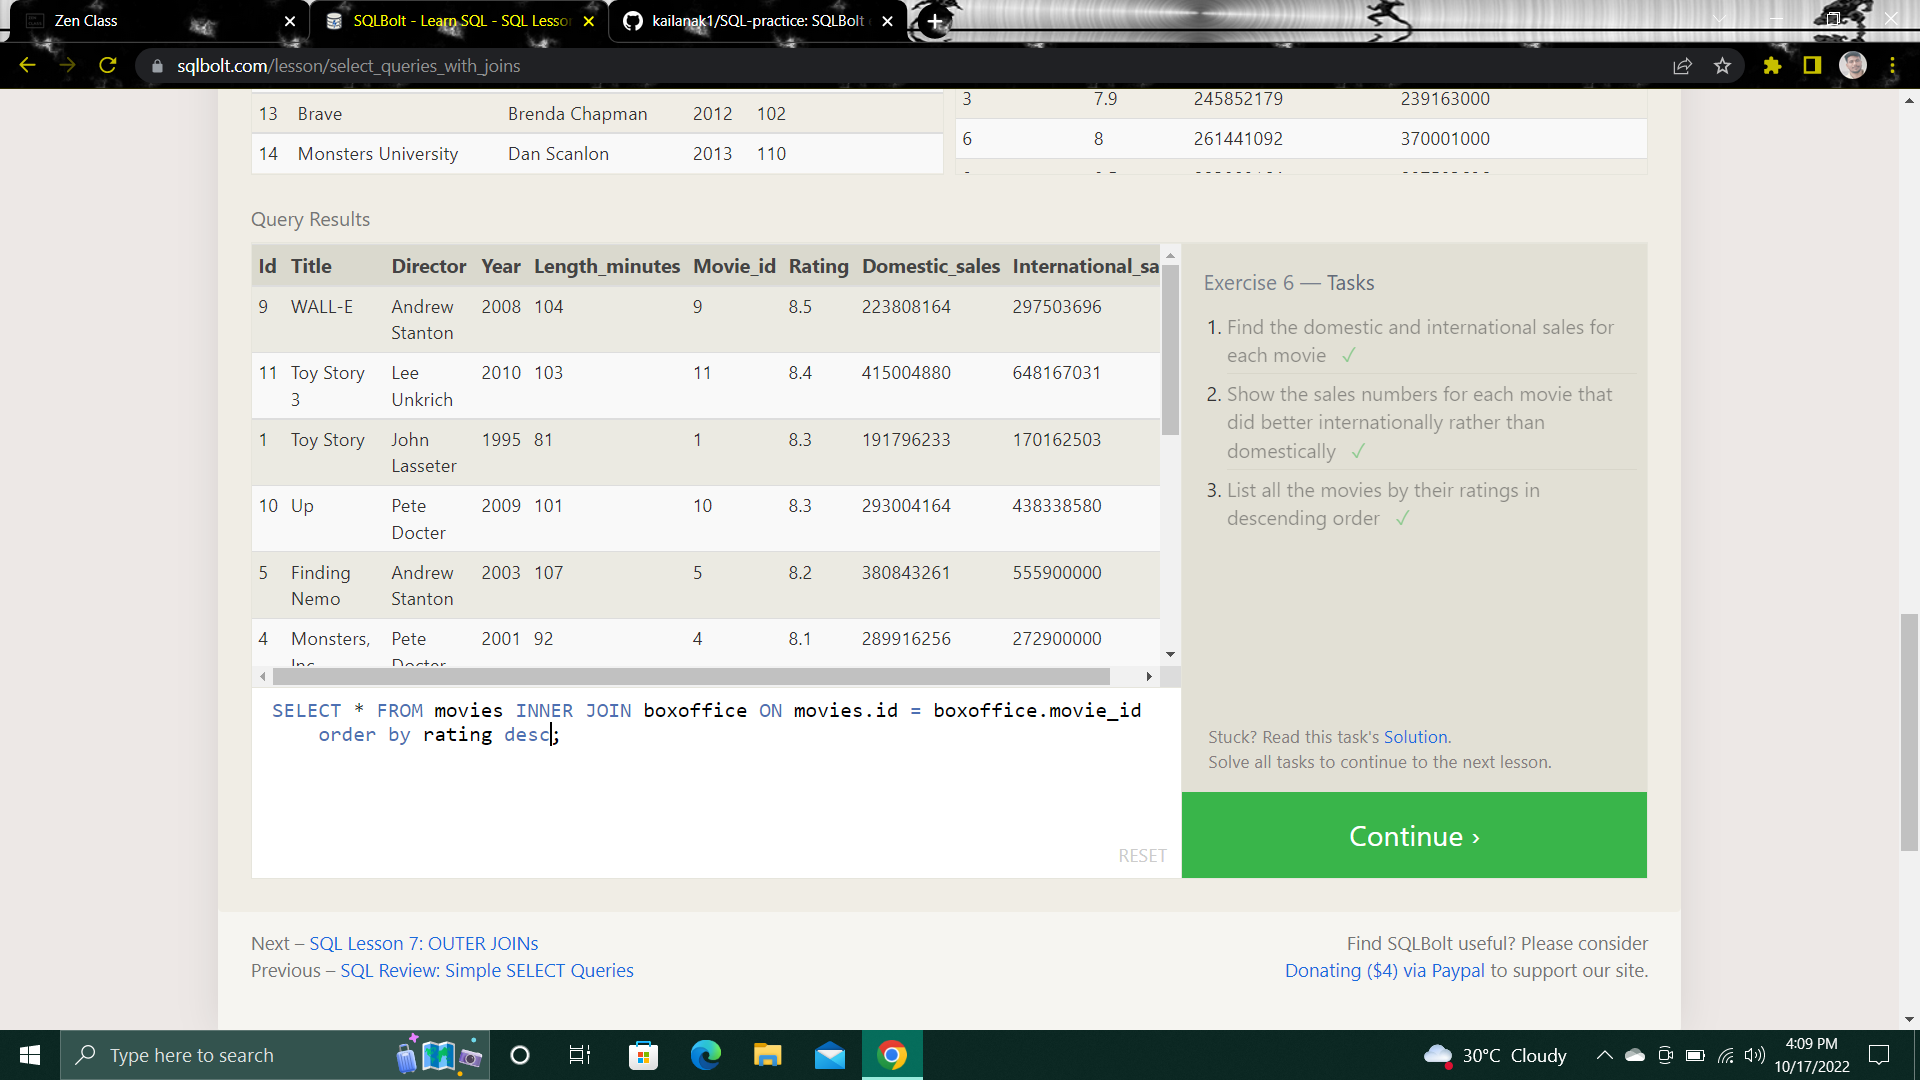 Zen Class
SQLBolt - Learn SQL - SQL Lesso
kailanak1/SQL-practice: SQLBolt
sqlbolt.com/lesson/select_queries_with_joins
13 Brave Brenda Chapman 2012 102
14 Monsters University Dan Scanlon 2013 110
3 7.9 245852179 239163000
6 8 261441092 370001000
Query Results
Id Title Director Year Length_minutes Movie_id Rating Domestic_sales International_sa
9 WALL-E Andrew 2008 104 9 8.5 223808164 297503696
Stanton
11 Toy Story Lee 2010 103 11 8.4 415004880 648167031
3 Unkrich
1 Toy Story John 1995 81 1 8.3 191796233 170162503
Lasseter
10 Up Pete 2009 101 10 8.3 293004164 438338580
Docter
5 Finding Andrew 2003 107 5 8.2 380843261 555900000
Nemo Stanton
4 Monsters, Pete 2001 92 4 8.1 289916256 272900000
Inc. Docter
SELECT * FROM movies INNER JOIN boxoffice ON movies.id = boxoffice.movie_id
order by rating desc;
RESET
Exercise 6 — Tasks
1. Find the domestic and international sales for
each movie ✓
2. Show the sales numbers for each movie that
did better internationally rather than
domestically ✓
3. List all the movies by their ratings in
descending order ✓
Stuck? Read this task's Solution.
Solve all tasks to continue to the next lesson.
Continue ›
Next – SQL Lesson 7: OUTER JOINs
Previous – SQL Review: Simple SELECT Queries
Find SQLBolt useful? Please consider
Donating ($4) via Paypal to support our site.
Type here to search
30°C Cloudy
4:09 PM
10/17/2022